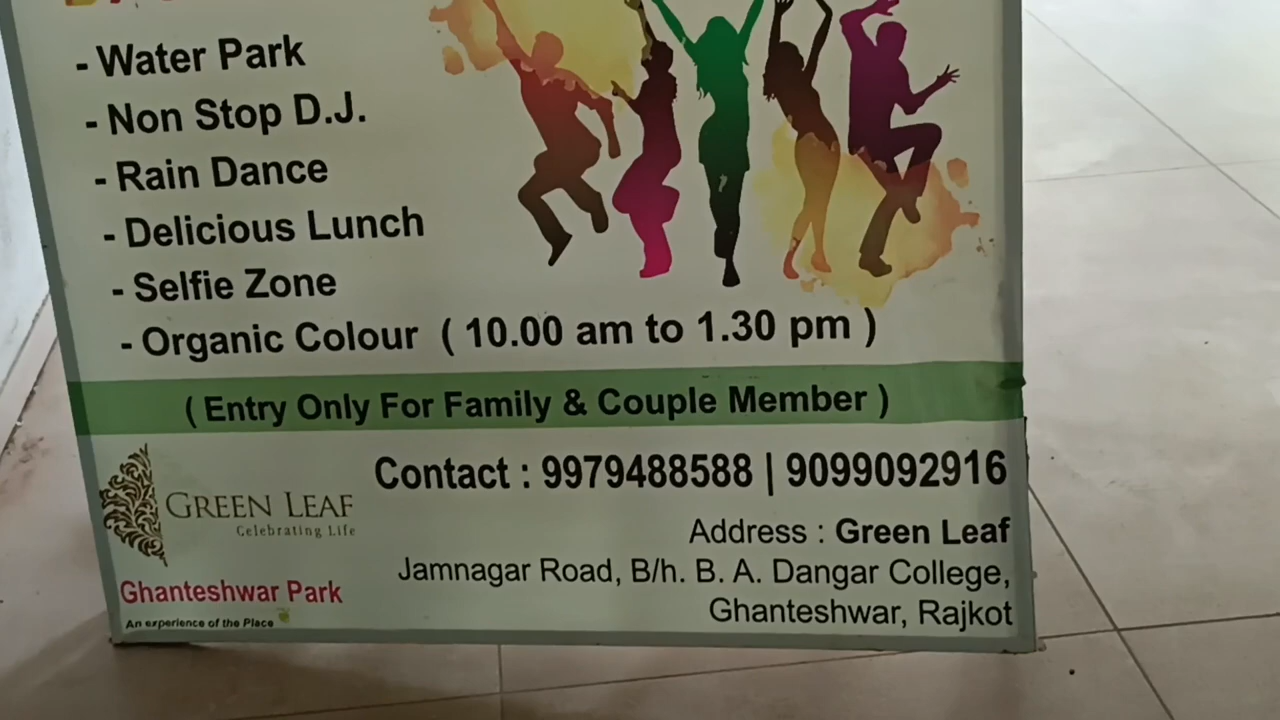 - Water Park
- Non Stop D.J.
- Rain Dance
- Delicious Lunch
- Selfie Zone
- Organic Colour ( 10.00 am to 1.30 pm )
( Entry Only For Family & Couple Member )
Contact : 9979488588 | 9099092916
GREEN LEAF
Celebrating Life
Address : Green Leaf
Jamnagar Road, B/h. B. A. Dangar College,
Ghanteshwar, Rajkot
Ghanteshwar Park
An experience of the Place